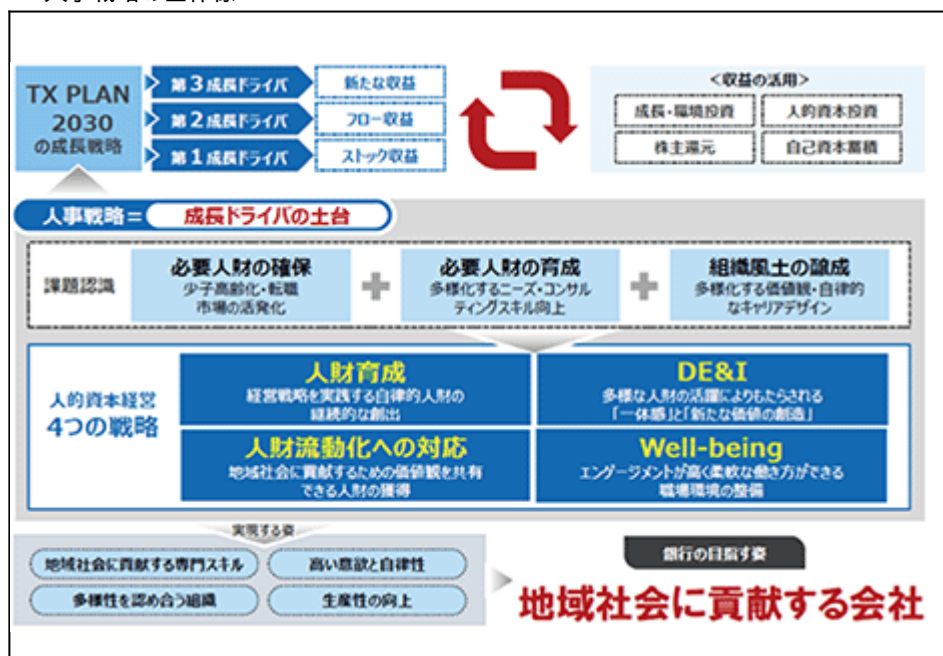 TX PLAN
2030
の成長戦略
第3成長ドライバ
新たな収益
第2成長ドライバ
フロー収益
第1成長ドライバ
ストック収益
<収益の活用>
成長・環境投資
人的資本投資
株主還元
自己資本蓄積
人事戦略=
成長ドライバの土台
課題認識
必要人財の確保
少子高齢化・転職
市場の活発化
必要人財の育成
多様化するニーズ・コンサル
ティングスキル向上
組織風土の醸成
多様化する価値観・自律的
なキャリアデザイン
人的資本経営
4つの戦略
人財育成
経営戦略を実践する自律的人財の
継続的な創出
DE&I
多様な人財の活躍によりもたらされる
「一体感」と「新たな価値の創造」
人財流動化への対応
地域社会に貢献するための価値観を共有
できる人財の獲得
Well-being
エンゲージメントが高く柔軟な働き方ができる
職場環境の整備
実現する姿
地域社会に貢献する専門スキル
高い意欲と自律性
多様性を認め合う組織
生産性の向上
銀行の目指す姿
地域社会に貢献する会社